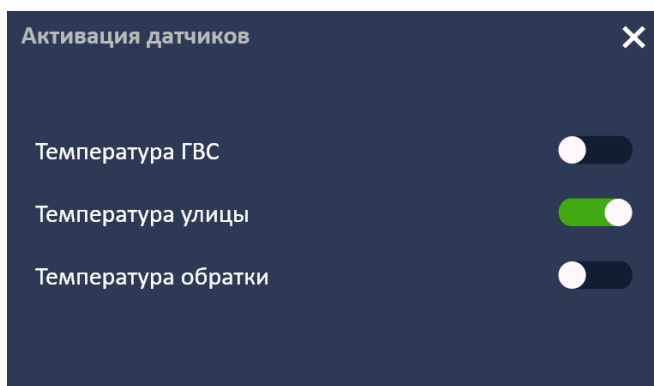 Активация датчиков
Температура ГВС
Температура улицы
Температура обратки